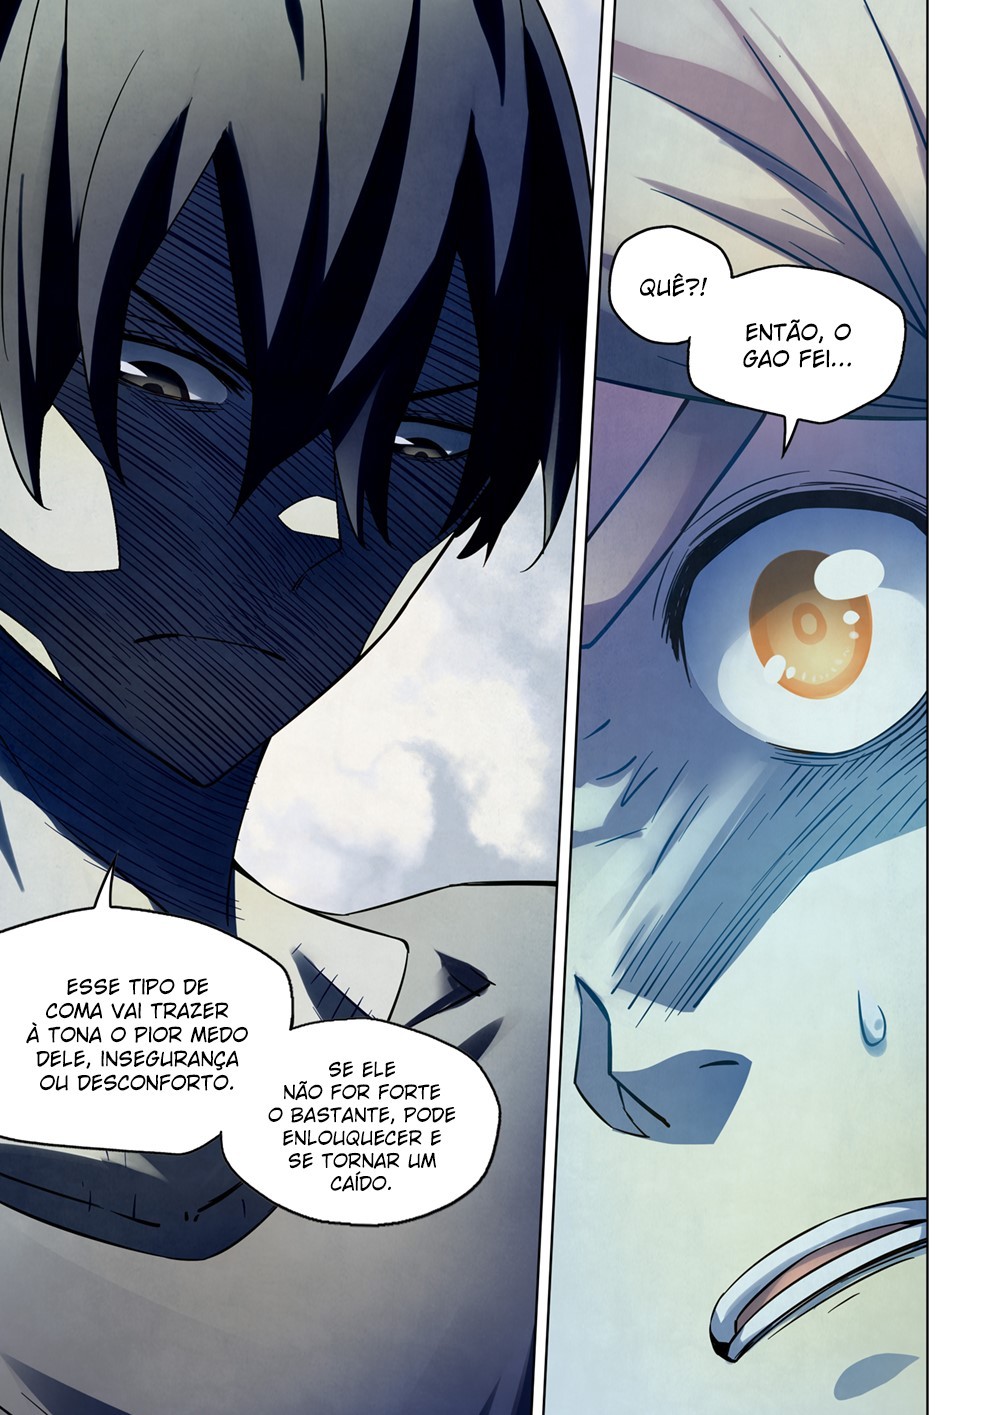 QUÊ?!
ENTÃO, O
GAO FEI...
ESSE TIPO DE
COMA VAI TRAZER
À TONA O PIOR MEDO
DELE, INSEGURANÇA
OU DESCONFORTO.
SE ELE
NÃO FOR FORTE
O BASTANTE, PODE
ENLOUQUECER E
SE TORNAR UM
CAÍDO.